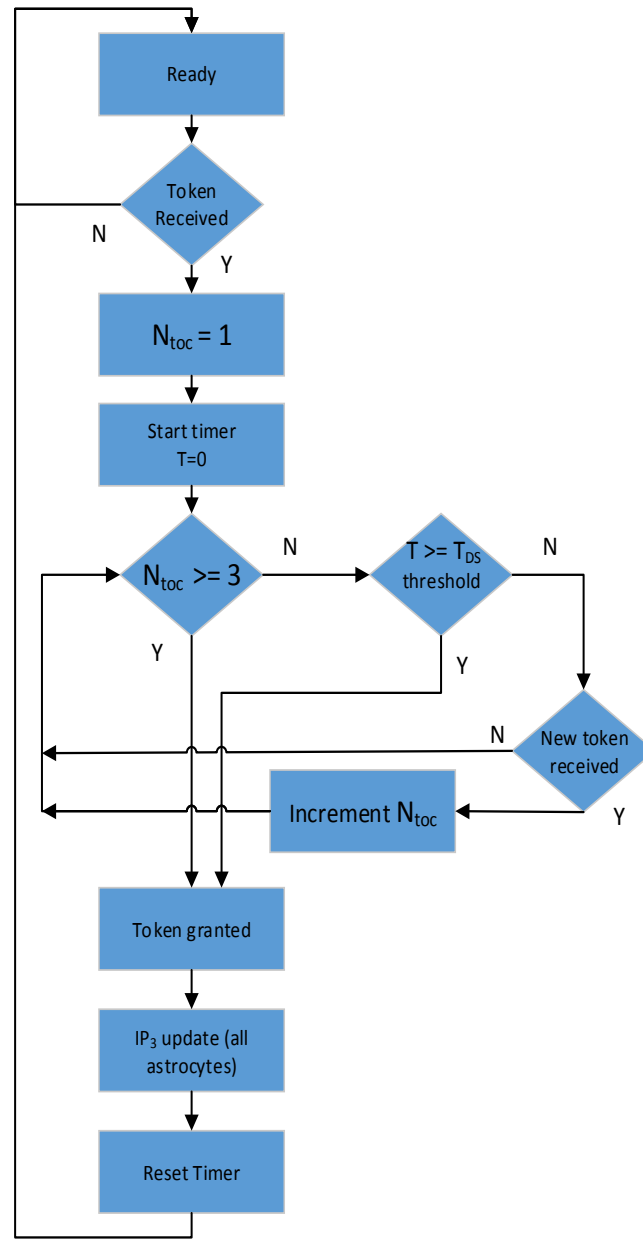 Ready
Token
Received
N
Y
N_toc = 1
Start timer
T=0
N_toc >= 3
N
T >= T_DS
threshold
N
Y
Y
New token
received
N
Y
Increment N_toc
Token granted
IP₃ update (all
astrocytes)
Reset Timer